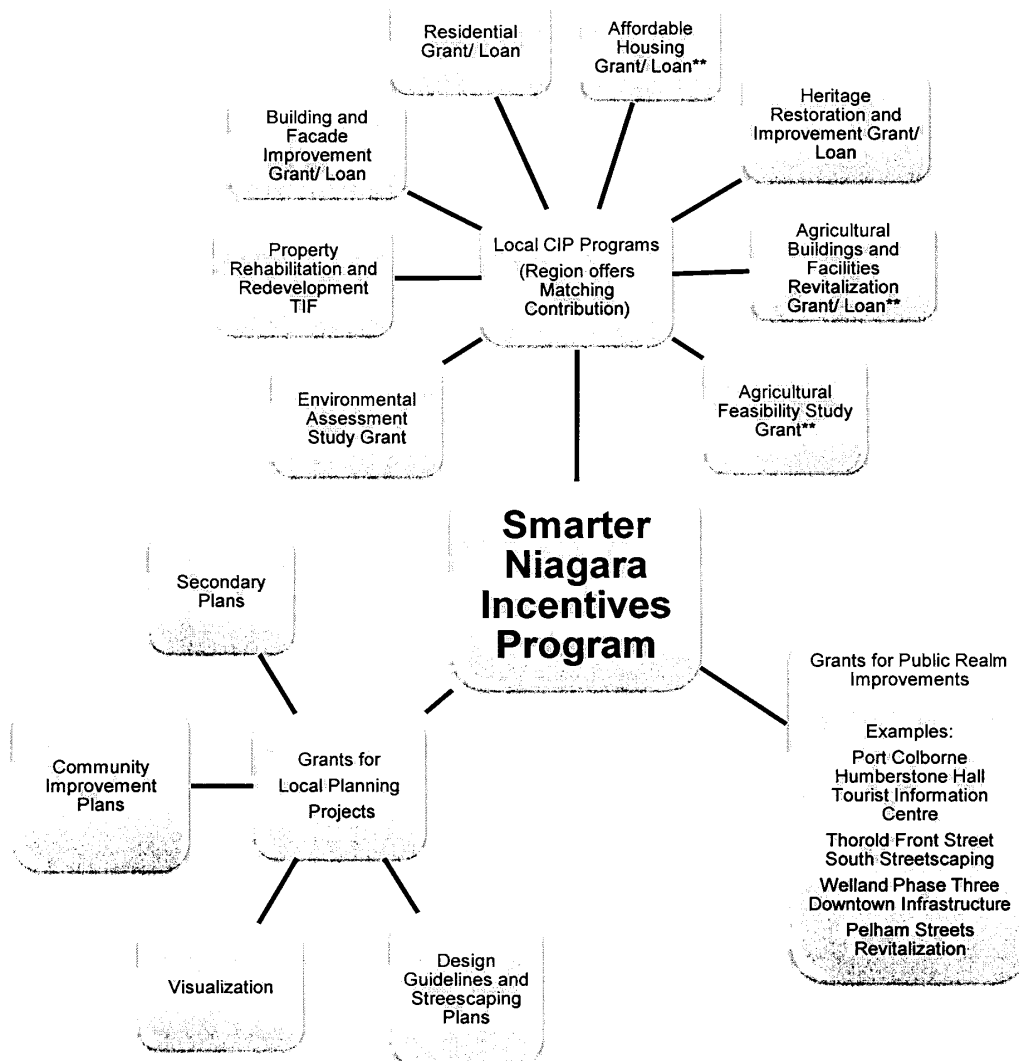 Residential
Grant/ Loan
Affordable
Housing
Grant/ Loan**
Building and
Facade
Improvement
Grant/ Loan
Heritage
Restoration and
Improvement Grant/
Loan
Property
Rehabilitation and
Redevelopment
TIF
Local CIP Programs
(Region offers
Matching
Contribution)
Agricultural
Buildings and
Facilities
Revitalization
Grant/ Loan**
Environmental
Assessment
Study Grant
Agricultural
Feasibility Study
Grant**
Smarter
Niagara
Incentives
Program
Secondary
Plans
Community
Improvement
Plans
Grants for
Local Planning
Projects
Visualization
Design
Guidelines and
Streescaping
Plans
Grants for Public Realm
Improvements
Examples:
Port Colborne
Humberstone Hall
Tourist Information
Centre
Thorold Front Street
South Streetscaping
Welland Phase Three
Downtown Infrastructure
Pelham Streets
Revitalization